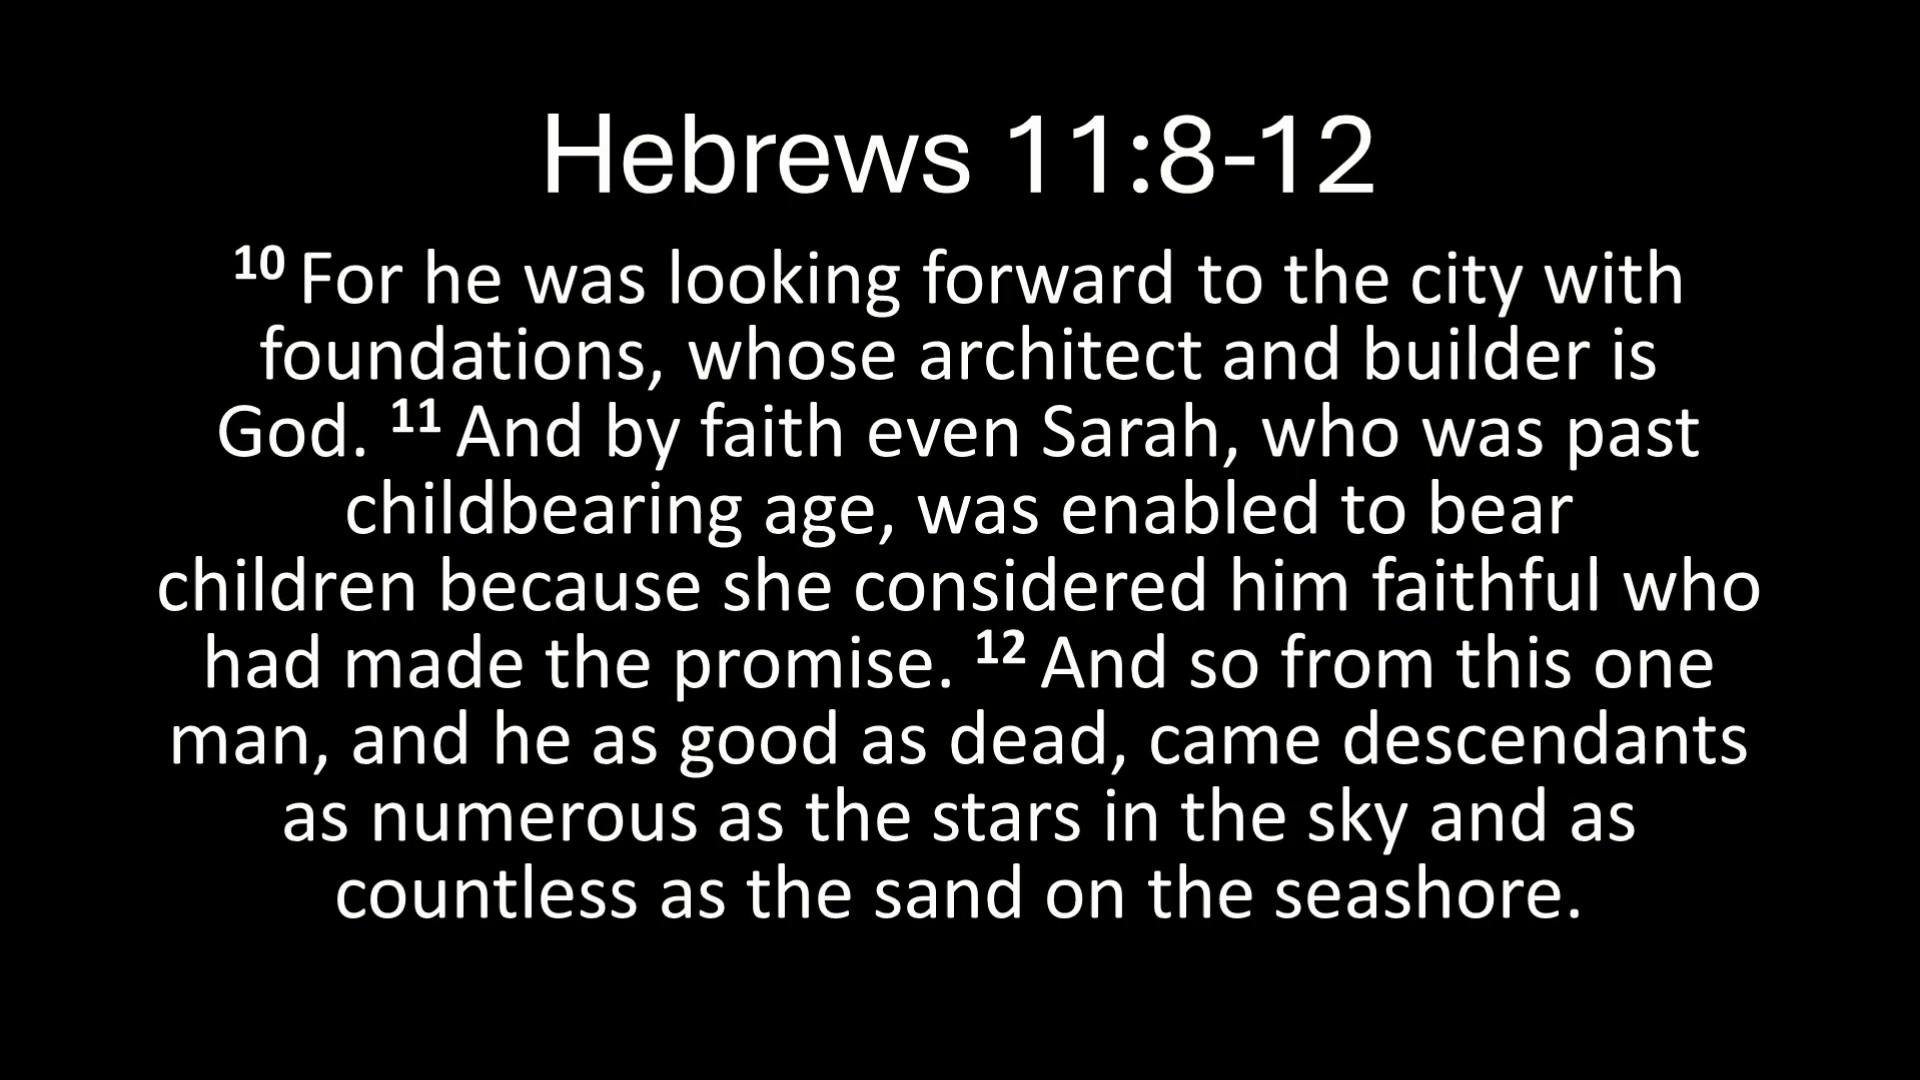 Hebrews 11:8-12
10 For he was looking forward to the city with
foundations, whose architect and builder is
God. 11 And by faith even Sarah, who was past
childbearing age, was enabled to bear
children because she considered him faithful who
had made the promise. 12 And so from this one
man, and he as good as dead, came descendants
as numerous as the stars in the sky and as
countless as the sand on the seashore.